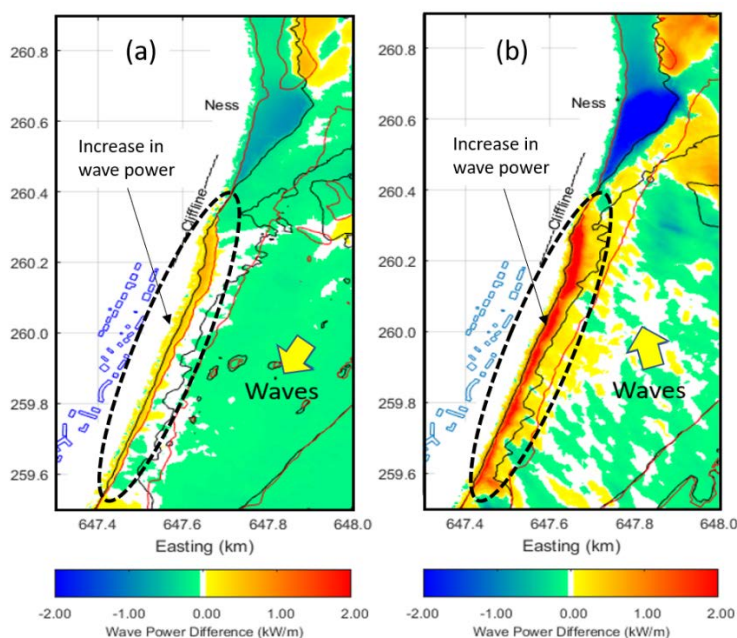 (a)
260.8
Ness
260.6
Increase in
wave power
260.4
Cliffline
260.2
260.0
Waves
259.8
259.6
647.4 647.6 647.8 648.0
Easting (km)
-2.00 -1.00 0.00 1.00 2.00
Wave Power Difference (kW/m)
(b)
260.8
Ness
260.6
Increase in
wave power
260.4
Cliffline
260.2
260.0
Waves
259.8
259.6
647.4 647.6 647.8 648.0
Easting (km)
-2.00 -1.00 0.00 1.00 2.00
Wave Power Difference (kW/m)